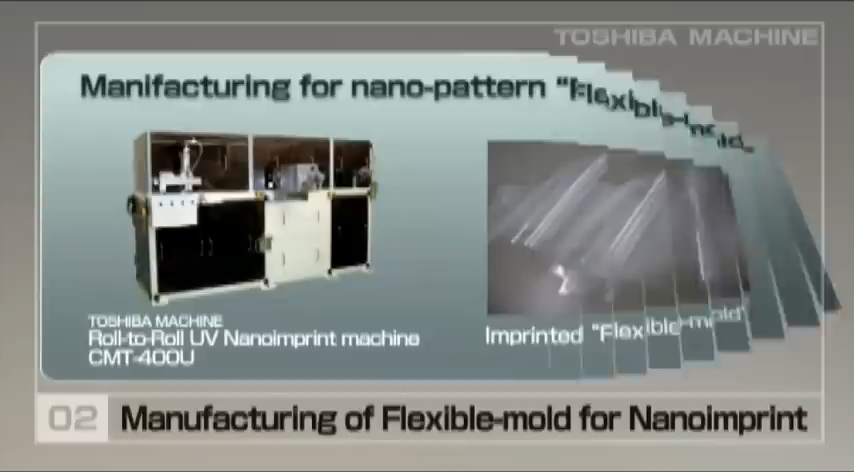 TOSHIBA MACHINE
Manifacturing for nano-pattern “Flexible-mold„
TOSHIBA MACHINE
Roll-to-Roll UV Nanoimprint machine
CMT-400U
Imprinted “Flexible-mold”
02 Manufacturing of Flexible-mold for Nanoimprint